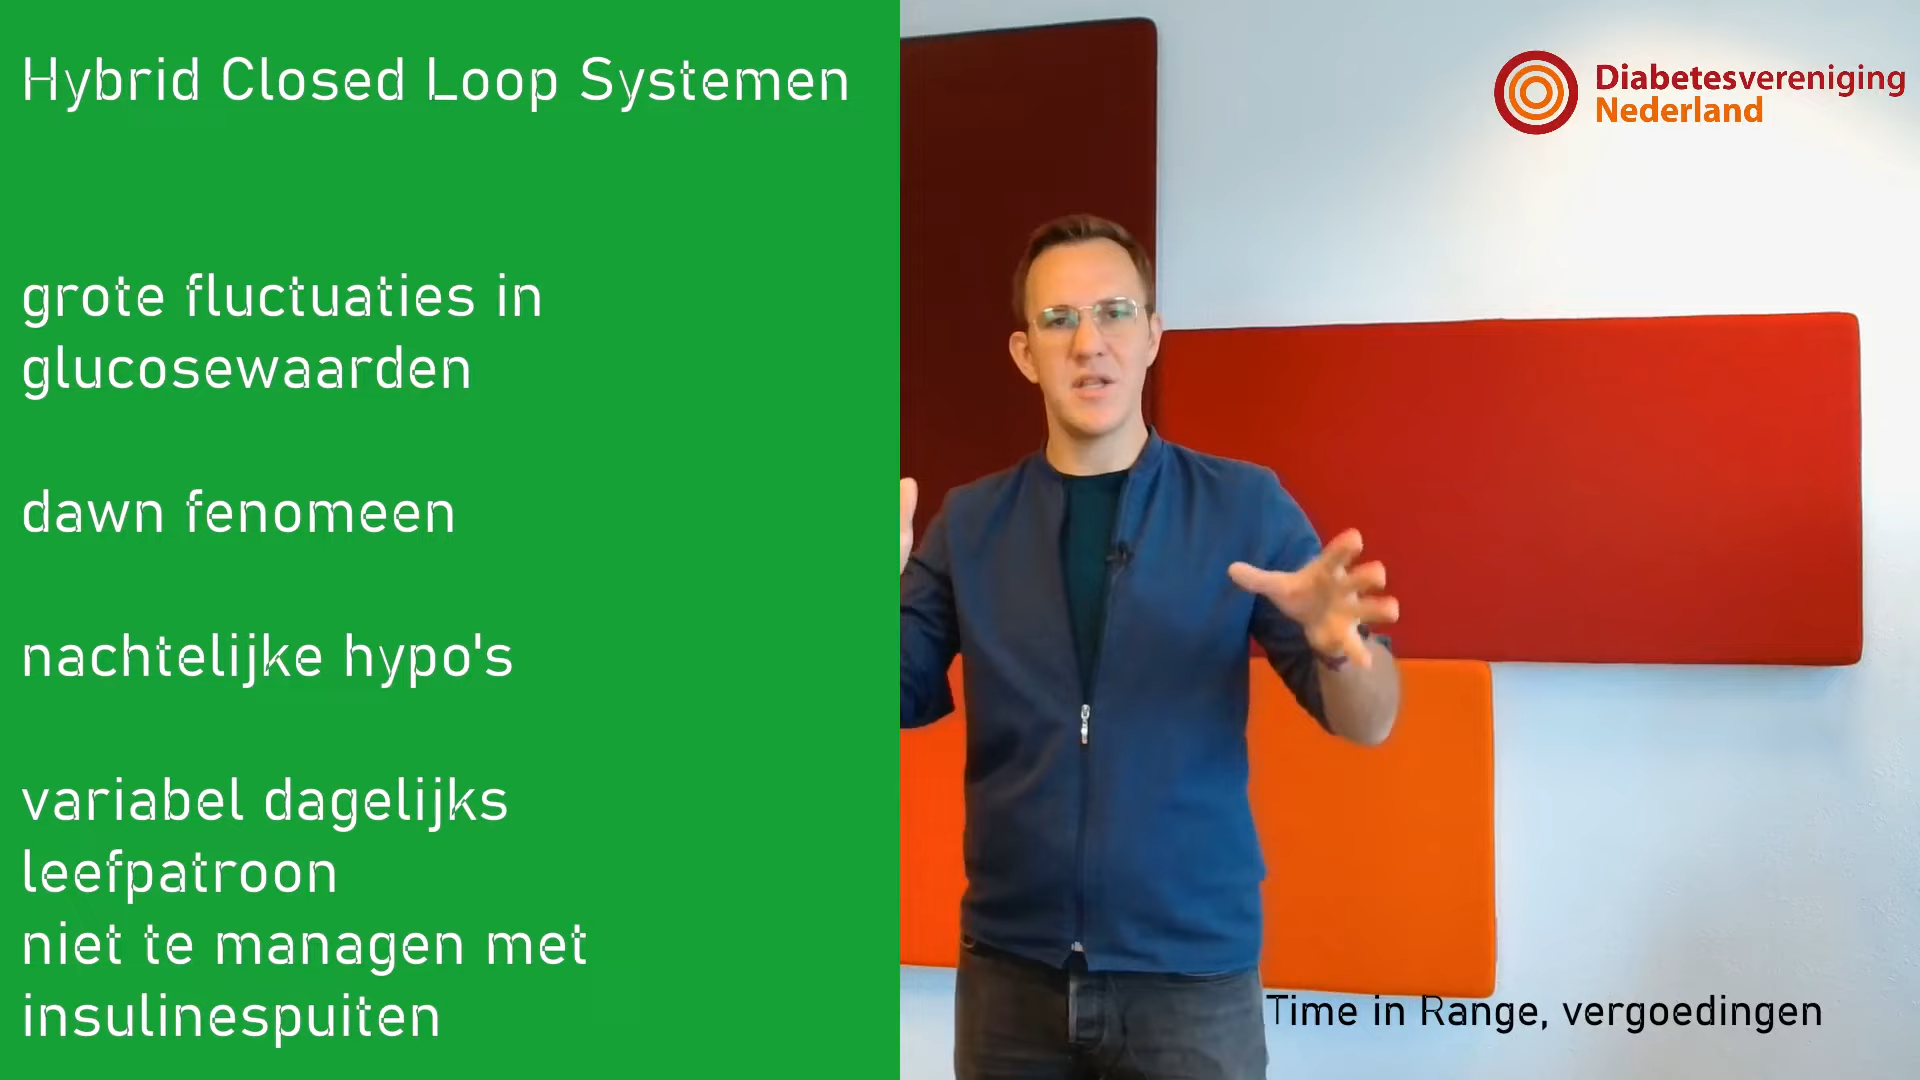 Hybrid Closed Loop Systemen
grote fluctuaties in
glucosewaarden
dawn fenomeen
nachtelijke hypo's
variabel dagelijks
leefpatroon
niet te managen met
insulinespuiten
Diabetesvereniging
Nederland
Time in Range, vergoedingen